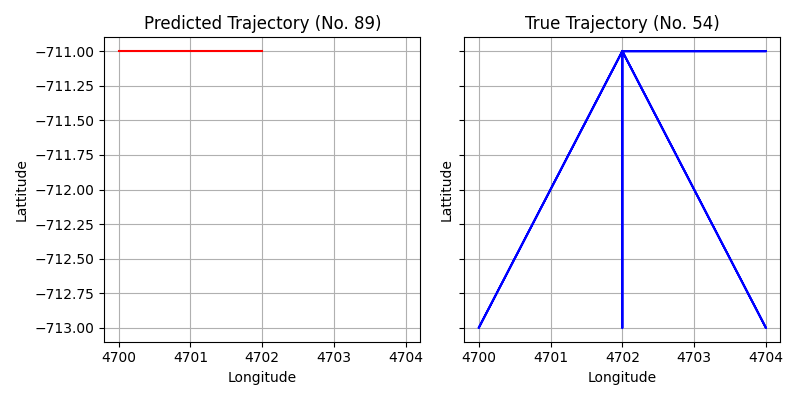 Predicted Trajectory (No. 89)
True Trajectory (No. 54)
−711.00
−711.25
−711.50
−711.75
−712.00
−712.25
−712.50
−712.75
−713.00
Lattitude
Lattitude
4700 4701 4702 4703 4704
4700 4701 4702 4703 4704
Longitude
Longitude